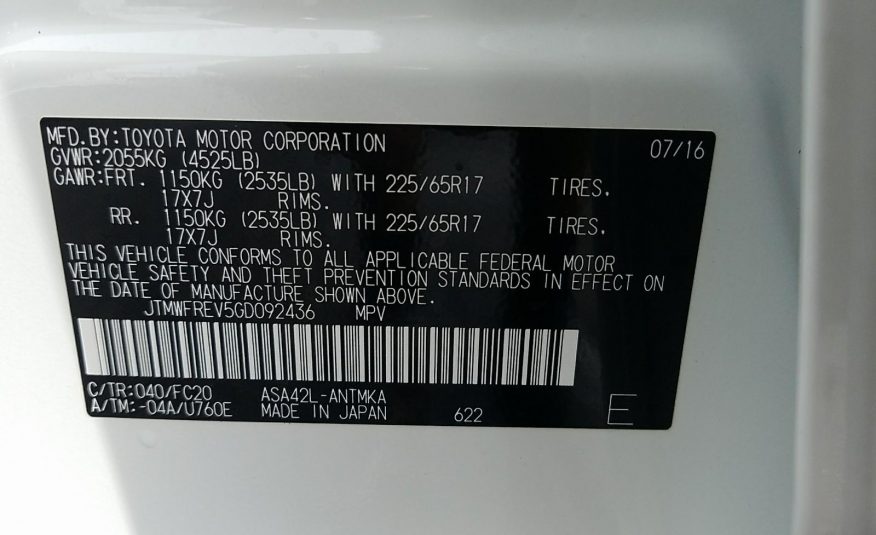 MFD.BY:TOYOTA MOTOR CORPORATION 07/16
GVWR:2055KG (4525LB)
GAWR:FRT. 1150KG (2535LB) WITH 225/65R17 TIRES.
17X7J RIMS.
RR. 1150KG (2535LB) WITH 225/65R17 TIRES.
17X7J RIMS.
THIS VEHICLE CONFORMS TO ALL APPLICABLE FEDERAL MOTOR
VEHICLE SAFETY AND THEFT PREVENTION STANDARDS IN EFFECT ON
THE DATE OF MANUFACTURE SHOWN ABOVE.
JTMWFREV5GD092436 MPV
C/TR:040/FC20 ASA42L-ANTMKA
A/TM:-04A/U760E MADE IN JAPAN 622 E